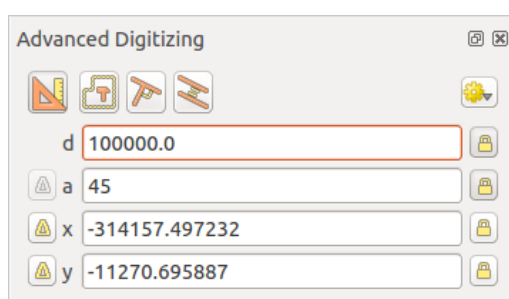 Advanced Digitizing
d 100000.0
a 45
x -314157.497232
y -11270.695887